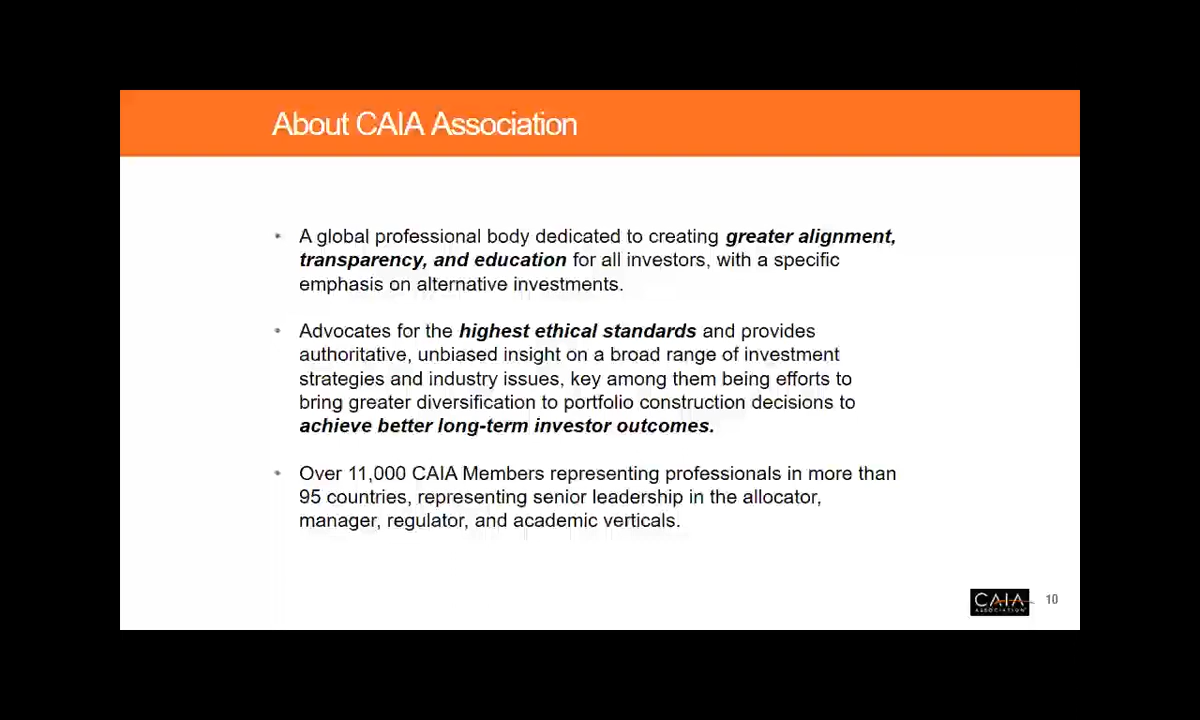 About CAIA Association
• A global professional body dedicated to creating greater alignment,
transparency, and education for all investors, with a specific
emphasis on alternative investments.
• Advocates for the highest ethical standards and provides
authoritative, unbiased insight on a broad range of investment
strategies and industry issues, key among them being efforts to
bring greater diversification to portfolio construction decisions to
achieve better long-term investor outcomes.
• Over 11,000 CAIA Members representing professionals in more than
95 countries, representing senior leadership in the allocator,
manager, regulator, and academic verticals.
CAIA
ASSOCIATION
10